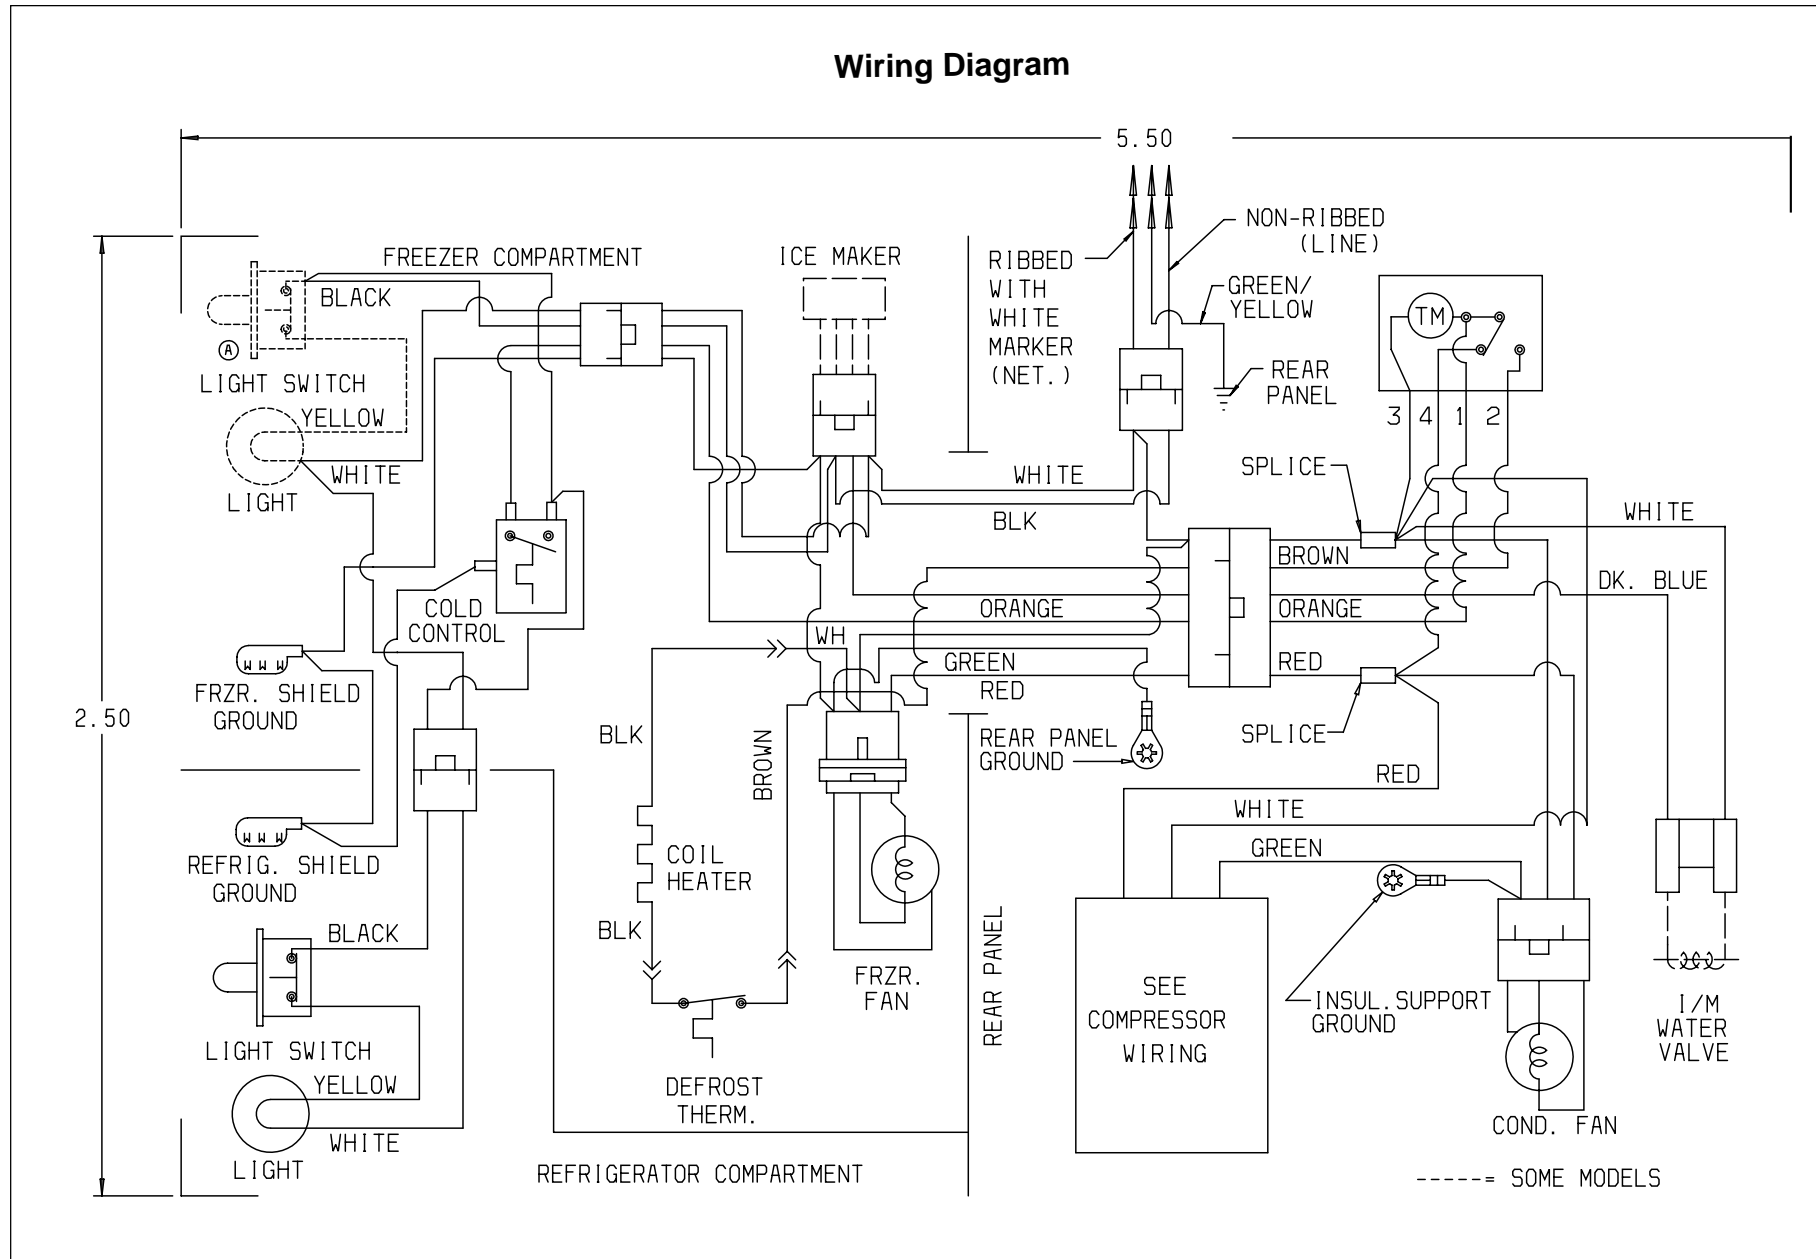 Wiring Diagram
5.50
2.50
FREEZER COMPARTMENT
BLACK
A
LIGHT SWITCH
YELLOW
WHITE
LIGHT
ICE MAKER
RIBBED
WITH
WHITE
MARKER
(NET.)
NON-RIBBED
(LINE)
GREEN/
YELLOW
REAR
PANEL
TM
3 4 1 2
SPLICE
WHITE
BLK
WHITE
BROWN
DK. BLUE
ORANGE
ORANGE
COLD
CONTROL
WH
GREEN
RED
RED
FRZR. SHIELD
GROUND
BLK
BROWN
REAR PANEL
GROUND
SPLICE
RED
WHITE
GREEN
REFRIG. SHIELD
GROUND
COIL
HEATER
BLK
BLACK
FRZR.
FAN
REAR PANEL
SEE
COMPRESSOR
WIRING
INSUL.SUPPORT
GROUND
I/M
WATER
VALVE
LIGHT SWITCH
YELLOW
WHITE
LIGHT
DEFROST
THERM.
COND. FAN
REFRIGERATOR COMPARTMENT
-----= SOME MODELS